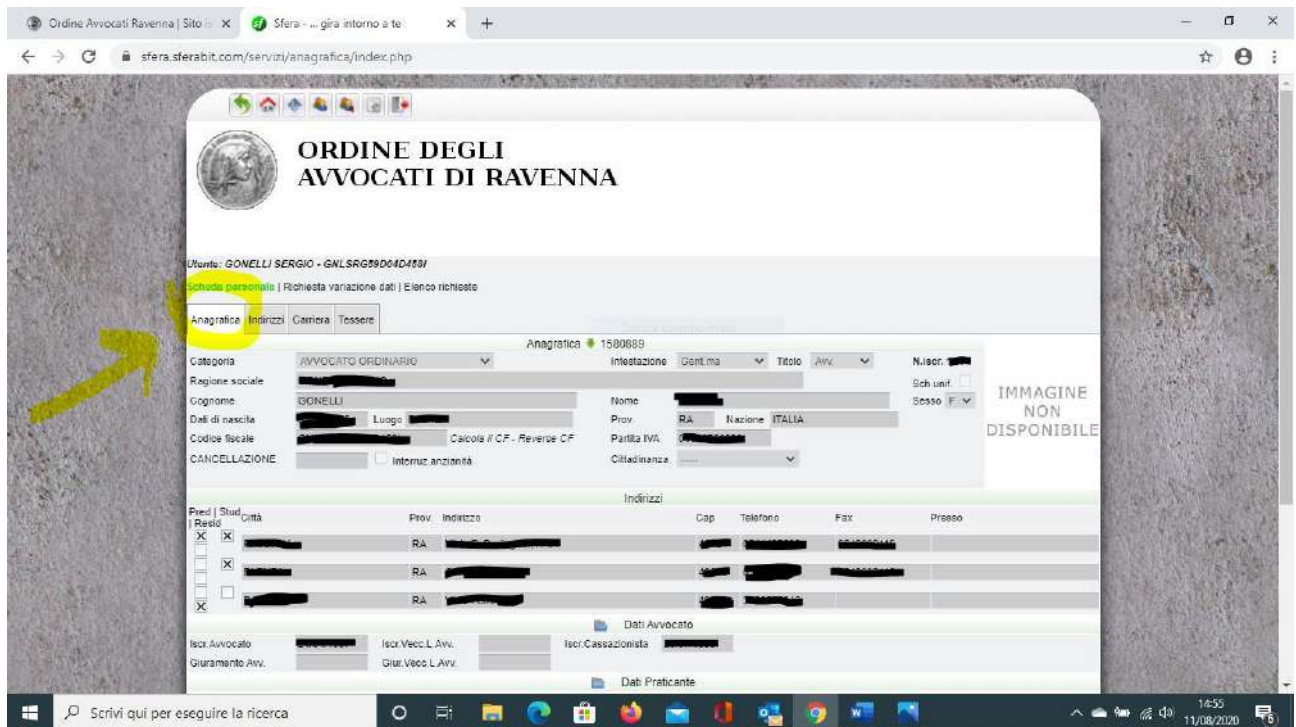 Ordine Avvocati Ravenna | Sito is
Sfera - ... gira intorno a te
sfera.sferabit.com/servizi/anagrafica/index.php
ORDINE DEGLI
AVVOCATI DI RAVENNA
Utente: GONELLI SERGIO - GNLSRG59D04D458I
Scheda personale | Richiesta variazione dati | Elenco richieste
Anagrafica Indirizzi Carriera Tessere
Anagrafica 1580889
Categoria AVVOCATO ORDINARIO Intestazione Gent.ma Titolo Avv. N.Iscr.
Ragione sociale Sch.unif.
Cognome GONELLI Nome Sesso F
Dati di nascita Luogo Prov. RA Nazione ITALIA
Codice fiscale Calcola il CF - Reverse CF Partita IVA
CANCELLAZIONE Interruz.anzianità Cittadinanza ------
IMMAGINE
NON
DISPONIBILE
Indirizzi
Pred | Stud
| Resid Città Prov. Indirizzo Cap Telefono Fax Presso
X X RA
X RA
X RA
Dati Avvocato
Iscr.Avvocato Iscr.Vecc.L.Avv. Iscr.Cassazionista
Giuramento Avv. Giur.Vecc.L.Avv.
Dati Praticante
Scrivi qui per eseguire la ricerca
14:55
11/08/2020